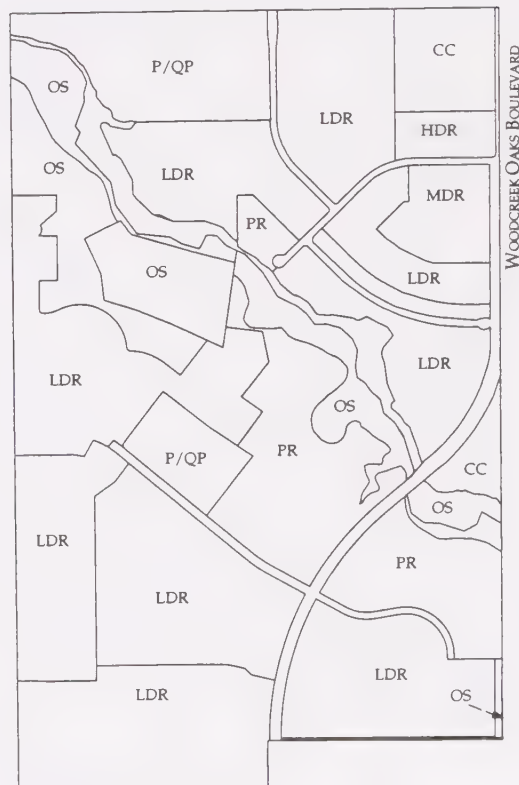 CC
P/QP
OS
LDR
HDR
WOODCREEK OAKS BOULEVARD
OS
LDR
MDR
PR
OS
LDR
LDR
LDR
OS
PR
P/QP
CC
OS
LDR
PR
LDR
LDR
LDR
OS